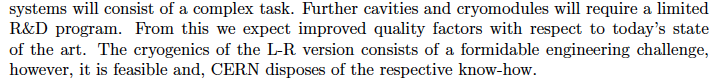 systems will consist of a complex task. Further cavities and cryomodules will require a limited
R&D program. From this we expect improved quality factors with respect to today's state
of the art. The cryogenics of the L-R version consists of a formidable engineering challenge,
however, it is feasible and, CERN disposes of the respective know-how.